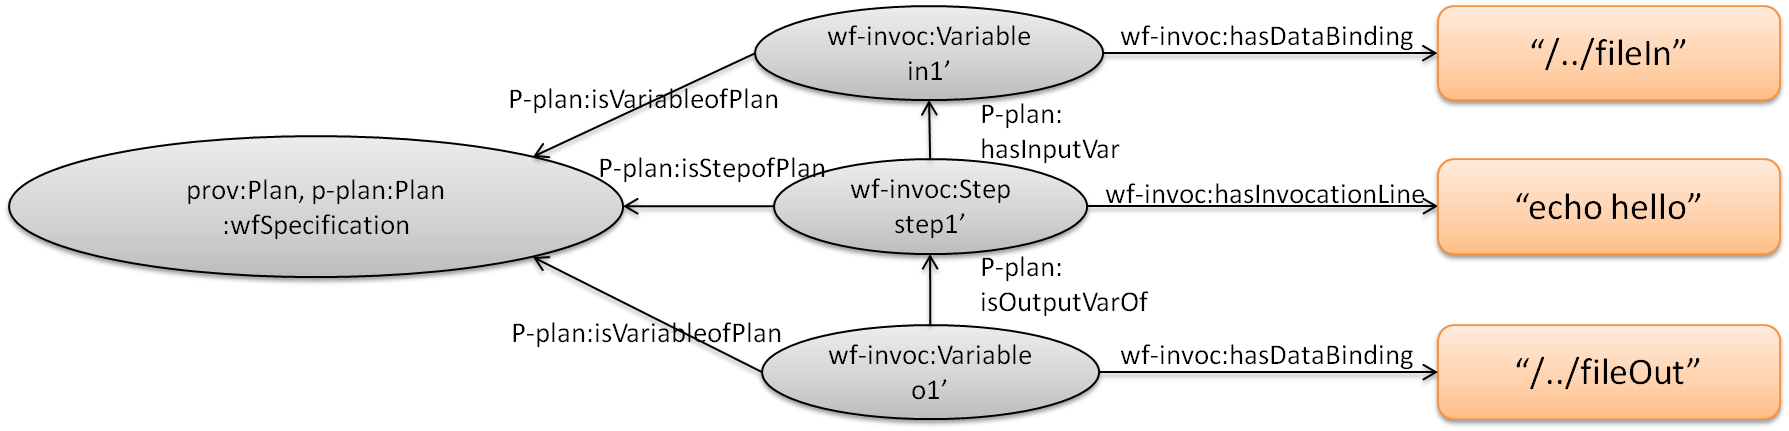 wf-invoc:Variable
in1’
wf-invoc:hasDataBinding
“/../fileIn”
P-plan:isVariableofPlan
P-plan:
hasInputVar
prov:Plan, p-plan:Plan
:wfSpecification
P-plan:isStepofPlan
wf-invoc:Step
step1’
wf-invoc:hasInvocationLine
“echo hello”
P-plan:
isOutputVarOf
P-plan:isVariableofPlan
wf-invoc:Variable
o1’
wf-invoc:hasDataBinding
“/../fileOut”